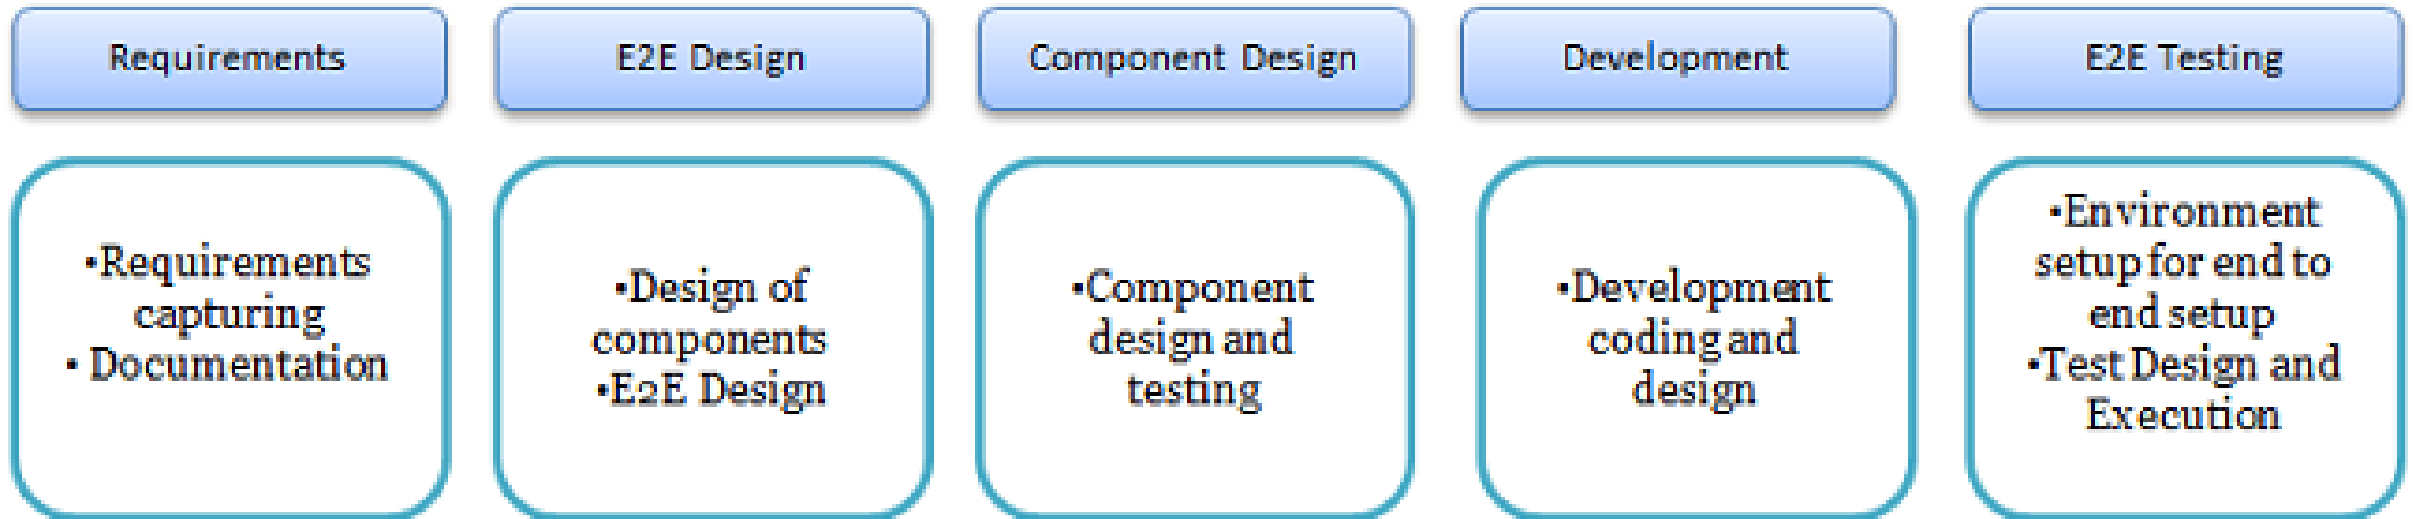 Requirements
E2E Design
Component Design
Development
E2E Testing
•Requirements
capturing
• Documentation
•Design of
components
•E2E Design
•Component
design and
testing
•Development
coding and
design
•Environment
setup for end to
end setup
•Test Design and
Execution